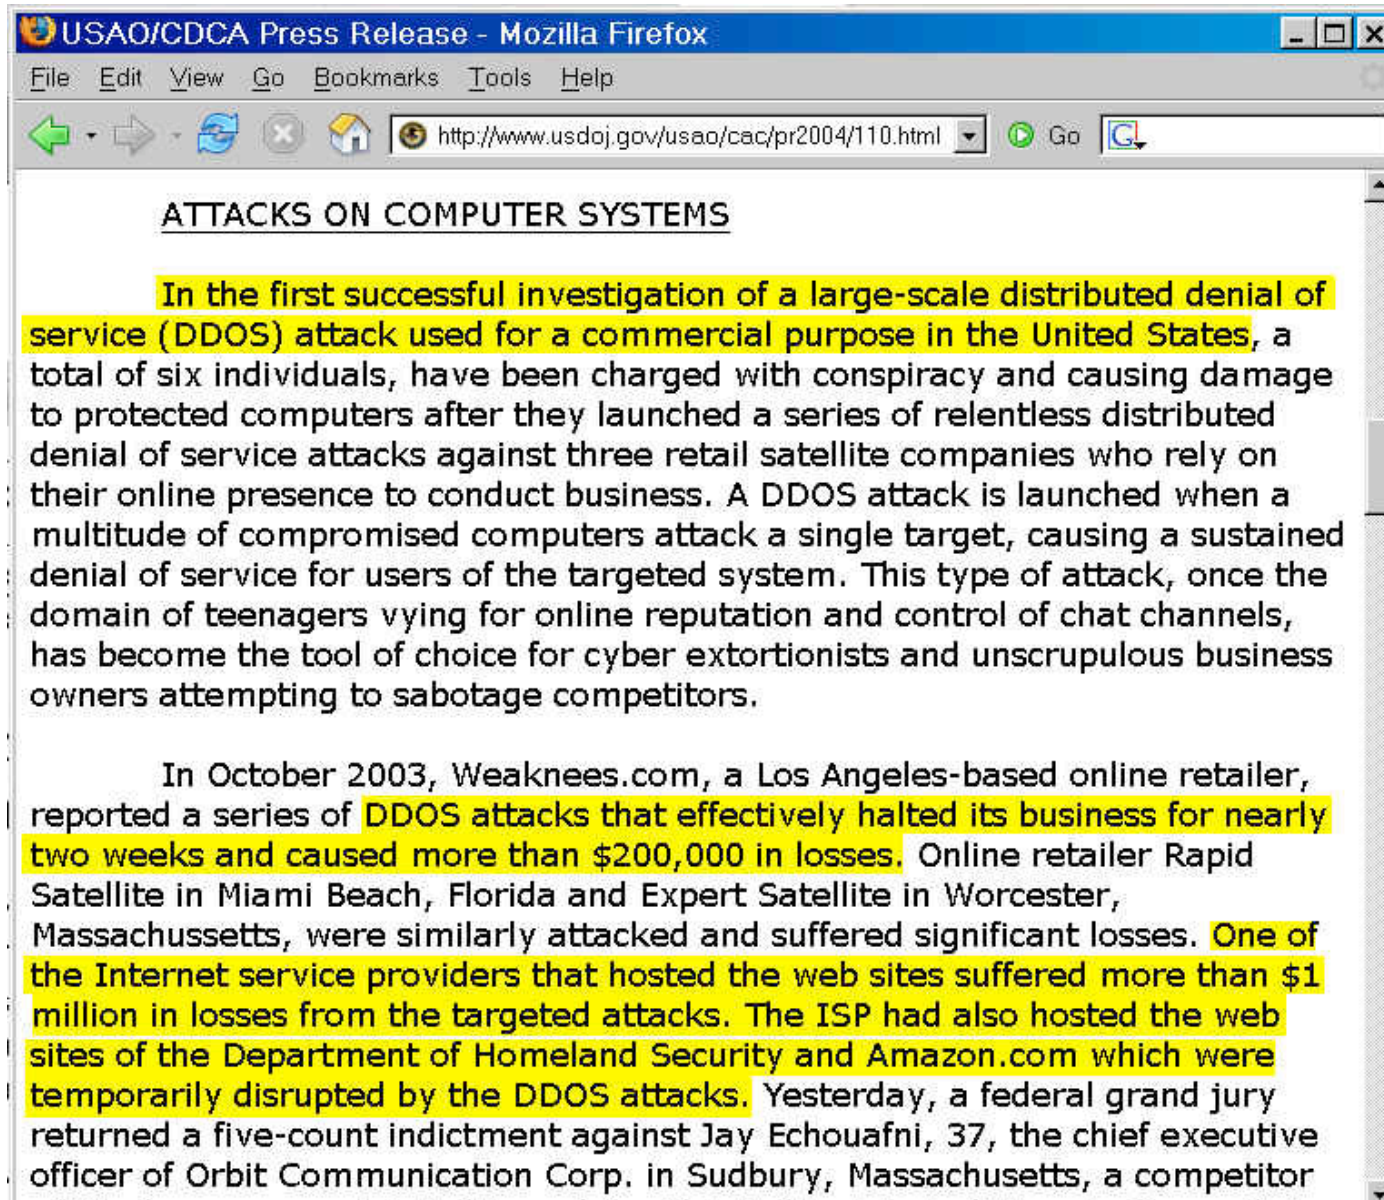 USAO/CDCA Press Release - Mozilla Firefox
File Edit View Go Bookmarks Tools Help
http://www.usdoj.gov/usao/cac/pr2004/110.html Go G
ATTACKS ON COMPUTER SYSTEMS
In the first successful investigation of a large-scale distributed denial of
service (DDOS) attack used for a commercial purpose in the United States, a
total of six individuals, have been charged with conspiracy and causing damage
to protected computers after they launched a series of relentless distributed
denial of service attacks against three retail satellite companies who rely on
their online presence to conduct business. A DDOS attack is launched when a
multitude of compromised computers attack a single target, causing a sustained
denial of service for users of the targeted system. This type of attack, once the
domain of teenagers vying for online reputation and control of chat channels,
has become the tool of choice for cyber extortionists and unscrupulous business
owners attempting to sabotage competitors.
In October 2003, Weaknees.com, a Los Angeles-based online retailer,
reported a series of DDOS attacks that effectively halted its business for nearly
two weeks and caused more than $200,000 in losses. Online retailer Rapid
Satellite in Miami Beach, Florida and Expert Satellite in Worcester,
Massachussetts, were similarly attacked and suffered significant losses. One of
the Internet service providers that hosted the web sites suffered more than $1
million in losses from the targeted attacks. The ISP had also hosted the web
sites of the Department of Homeland Security and Amazon.com which were
temporarily disrupted by the DDOS attacks. Yesterday, a federal grand jury
returned a five-count indictment against Jay Echouafni, 37, the chief executive
officer of Orbit Communication Corp. in Sudbury, Massachusetts, a competitor